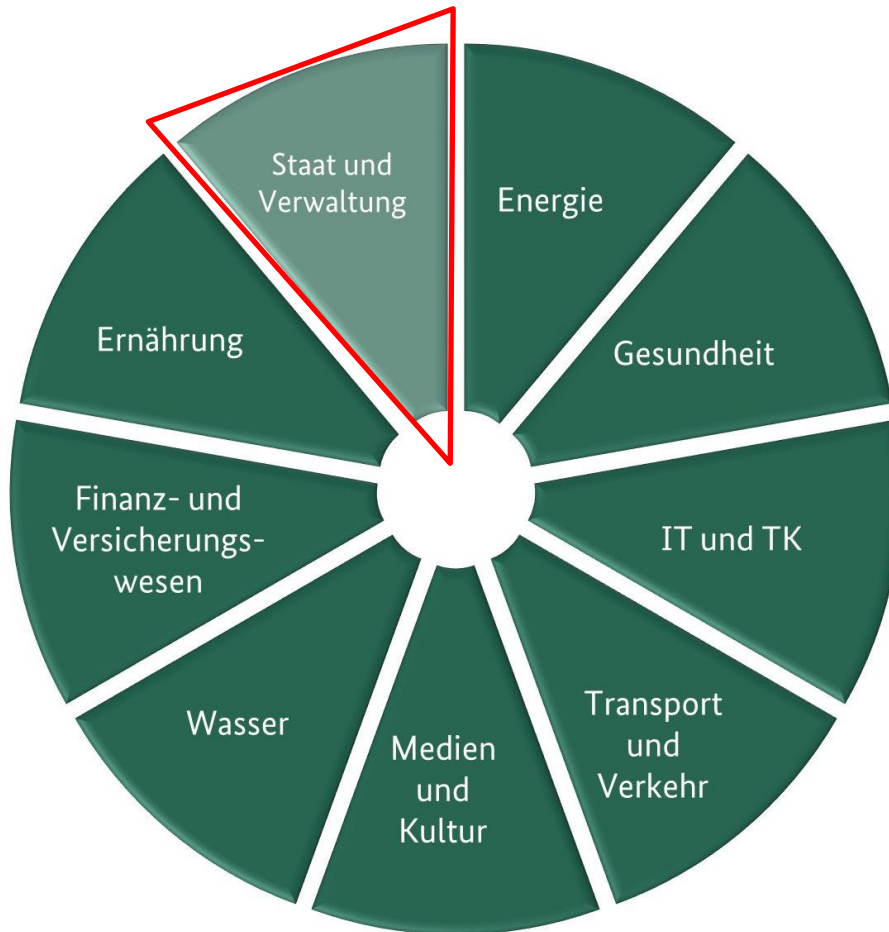 Staat und
Verwaltung
Energie
Gesundheit
IT und TK
Transport
und
Verkehr
Medien
und
Kultur
Wasser
Finanz- und
Versicherungs-
wesen
Ernährung